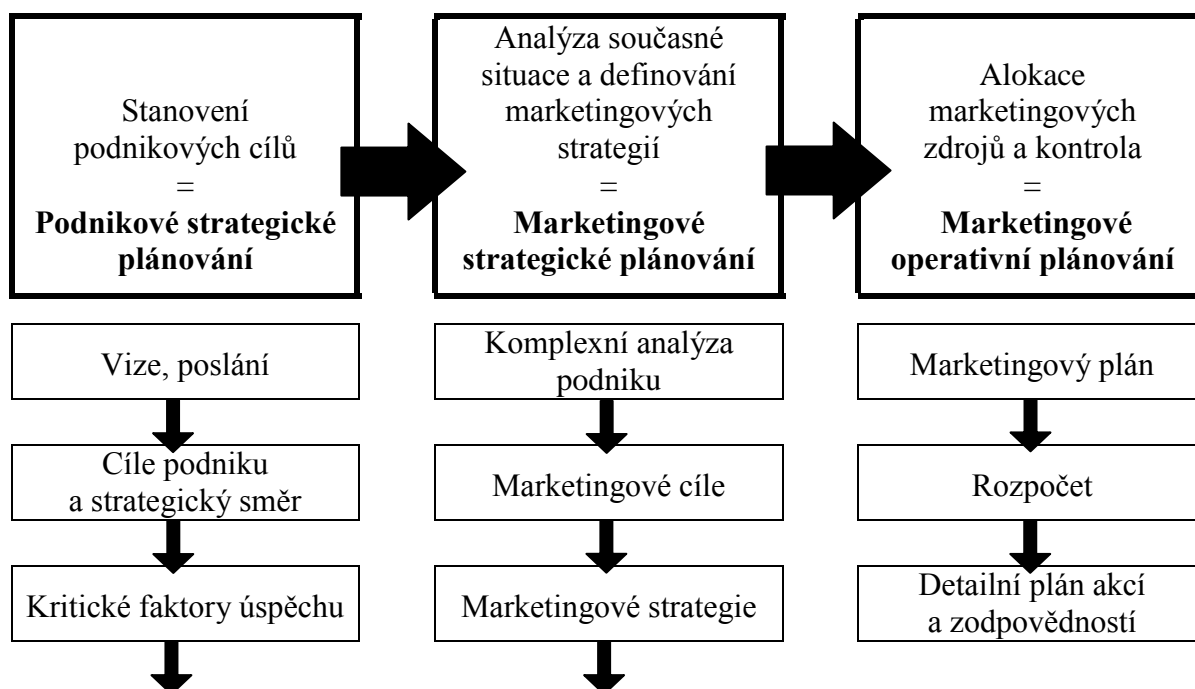 Stanovení
podnikových cílů
=
Podnikové strategické
plánování
Analýza současné
situace a definování
marketingových
strategií
=
Marketingové
strategické plánování
Alokace
marketingových
zdrojů a kontrola
=
Marketingové
operativní plánování
Vize, poslání
Cíle podniku
a strategický směr
Kritické faktory úspěchu
Komplexní analýza
podniku
Marketingové cíle
Marketingové strategie
Marketingový plán
Rozpočet
Detailní plán akcí
a zodpovědností